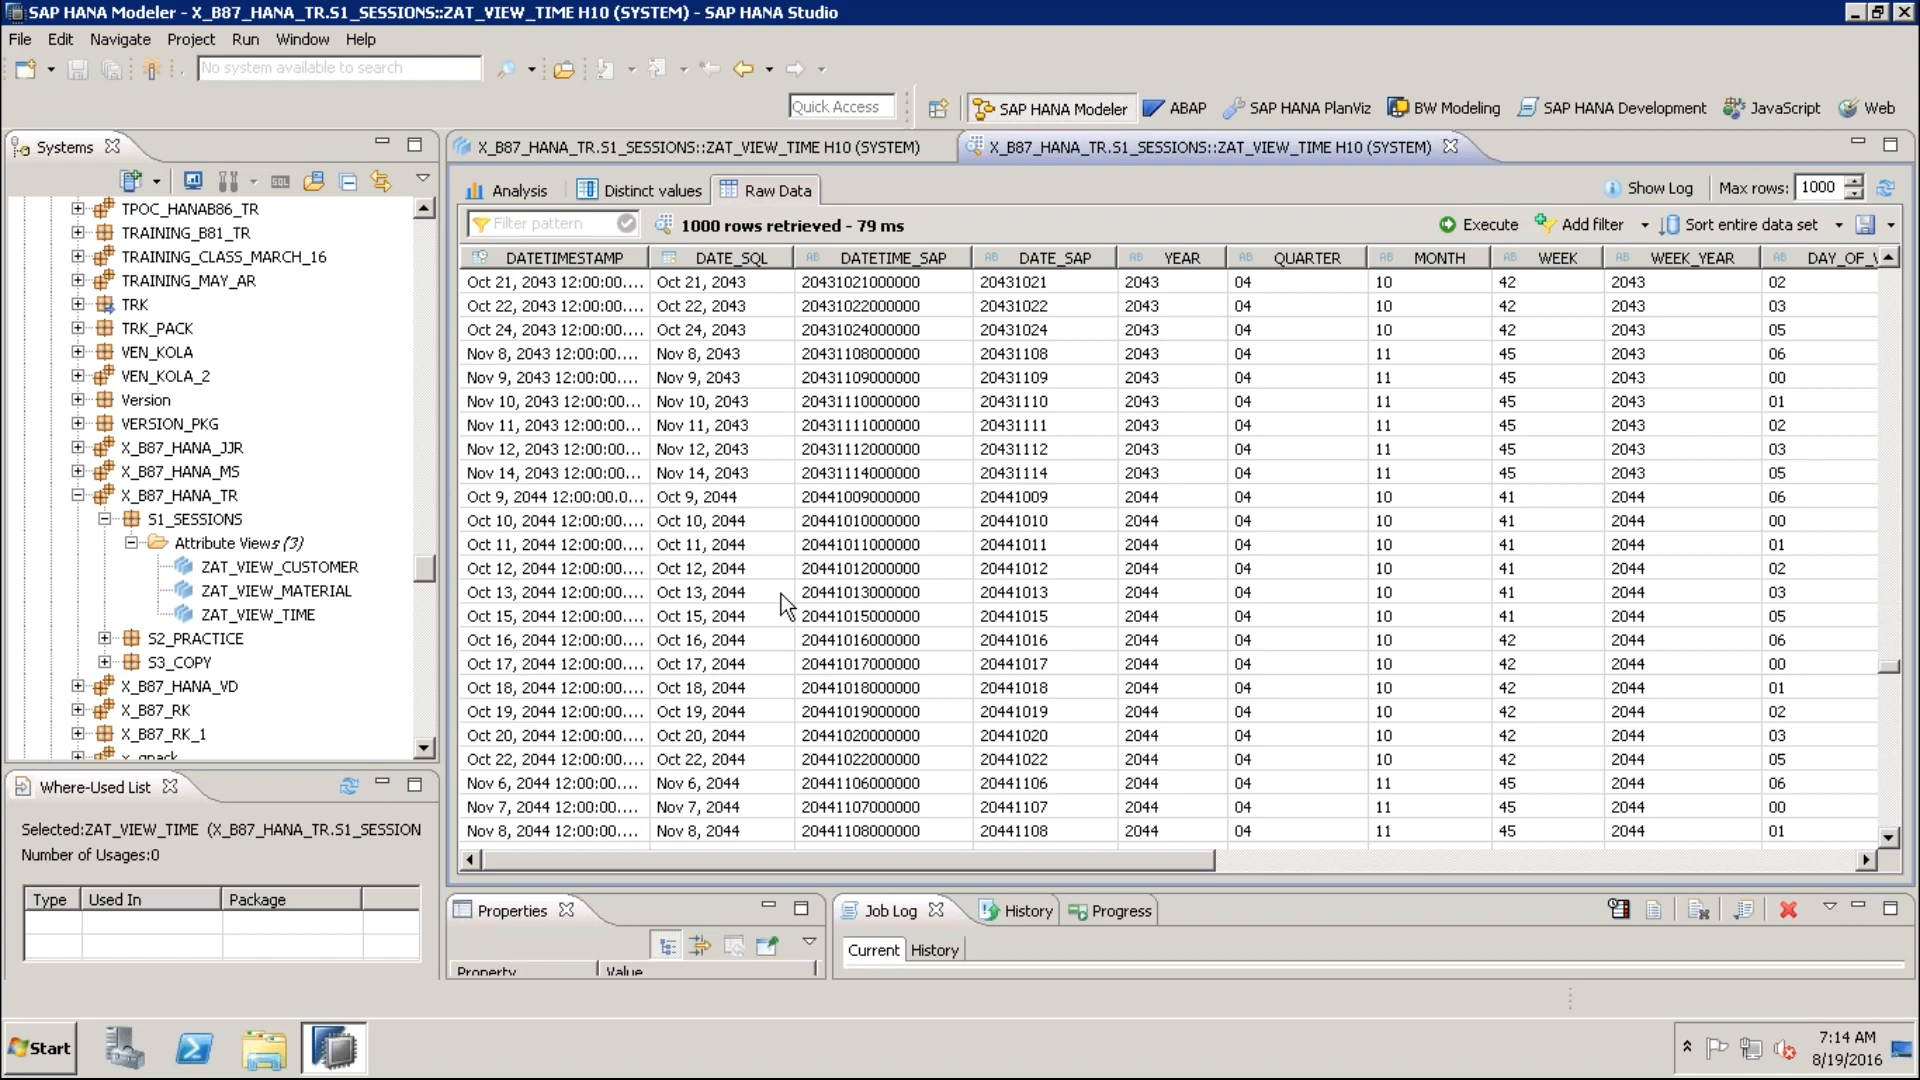 SAP HANA Modeler - X_B87_HANA_TR.S1_SESSIONS::ZAT_VIEW_TIME H10 (SYSTEM) - SAP HANA Studio
File Edit Navigate Project Run Window Help
No system available to search
Quick Access SAP HANA Modeler ABAP SAP HANA PlanViz BW Modeling SAP HANA Development JavaScript Web
Systems
TPOC_HANAB86_TR
TRAINING_B81_TR
TRAINING_CLASS_MARCH_16
TRAINING_MAY_AR
TRK
TRK_PACK
VEN_KOLA
VEN_KOLA_2
Version
VERSION_PKG
X_B87_HANA_JJR
X_B87_HANA_MS
X_B87_HANA_TR
S1_SESSIONS
Attribute Views (3)
ZAT_VIEW_CUSTOMER
ZAT_VIEW_MATERIAL
ZAT_VIEW_TIME
S2_PRACTICE
S3_COPY
X_B87_HANA_VD
X_B87_RK
X_B87_RK_1
Where-Used List
Selected:ZAT_VIEW_TIME (X_B87_HANA_TR.S1_SESSION
Number of Usages:0
Type Used In Package
X_B87_HANA_TR.S1_SESSIONS::ZAT_VIEW_TIME H10 (SYSTEM) X_B87_HANA_TR.S1_SESSIONS::ZAT_VIEW_TIME H10 (SYSTEM)
Analysis Distinct values Raw Data Show Log Max rows: 1000
Filter pattern 1000 rows retrieved - 79 ms Execute Add filter Sort entire data set
DATETIMESTAMP DATE_SQL AB DATETIME_SAP AB DATE_SAP AB YEAR AB QUARTER AB MONTH AB WEEK AB WEEK_YEAR AB DAY_OF_
Oct 21, 2043 12:00:00.... Oct 21, 2043 20431021000000 20431021 2043 04 10 42 2043 02
Oct 22, 2043 12:00:00.... Oct 22, 2043 20431022000000 20431022 2043 04 10 42 2043 03
Oct 24, 2043 12:00:00.... Oct 24, 2043 20431024000000 20431024 2043 04 10 42 2043 05
Nov 8, 2043 12:00:00.... Nov 8, 2043 20431108000000 20431108 2043 04 11 45 2043 06
Nov 9, 2043 12:00:00.... Nov 9, 2043 20431109000000 20431109 2043 04 11 45 2043 00
Nov 10, 2043 12:00:00... Nov 10, 2043 20431110000000 20431110 2043 04 11 45 2043 01
Nov 11, 2043 12:00:00... Nov 11, 2043 20431111000000 20431111 2043 04 11 45 2043 02
Nov 12, 2043 12:00:00... Nov 12, 2043 20431112000000 20431112 2043 04 11 45 2043 03
Nov 14, 2043 12:00:00... Nov 14, 2043 20431114000000 20431114 2043 04 11 45 2043 05
Oct 9, 2044 12:00:00.0... Oct 9, 2044 20441009000000 20441009 2044 04 10 41 2044 06
Oct 10, 2044 12:00:00.... Oct 10, 2044 20441010000000 20441010 2044 04 10 41 2044 00
Oct 11, 2044 12:00:00.... Oct 11, 2044 20441011000000 20441011 2044 04 10 41 2044 01
Oct 12, 2044 12:00:00.... Oct 12, 2044 20441012000000 20441012 2044 04 10 41 2044 02
Oct 13, 2044 12:00:00.... Oct 13, 2044 20441013000000 20441013 2044 04 10 41 2044 03
Oct 15, 2044 12:00:00.... Oct 15, 2044 20441015000000 20441015 2044 04 10 41 2044 05
Oct 16, 2044 12:00:00.... Oct 16, 2044 20441016000000 20441016 2044 04 10 42 2044 06
Oct 17, 2044 12:00:00.... Oct 17, 2044 20441017000000 20441017 2044 04 10 42 2044 00
Oct 18, 2044 12:00:00.... Oct 18, 2044 20441018000000 20441018 2044 04 10 42 2044 01
Oct 19, 2044 12:00:00.... Oct 19, 2044 20441019000000 20441019 2044 04 10 42 2044 02
Oct 20, 2044 12:00:00.... Oct 20, 2044 20441020000000 20441020 2044 04 10 42 2044 03
Oct 22, 2044 12:00:00.... Oct 22, 2044 20441022000000 20441022 2044 04 10 42 2044 05
Nov 6, 2044 12:00:00.... Nov 6, 2044 20441106000000 20441106 2044 04 11 45 2044 06
Nov 7, 2044 12:00:00.... Nov 7, 2044 20441107000000 20441107 2044 04 11 45 2044 00
Nov 8, 2044 12:00:00.... Nov 8, 2044 20441108000000 20441108 2044 04 11 45 2044 01
Properties
Property Value
Job Log History Progress
Current History
Start
7:14 AM
8/19/2016